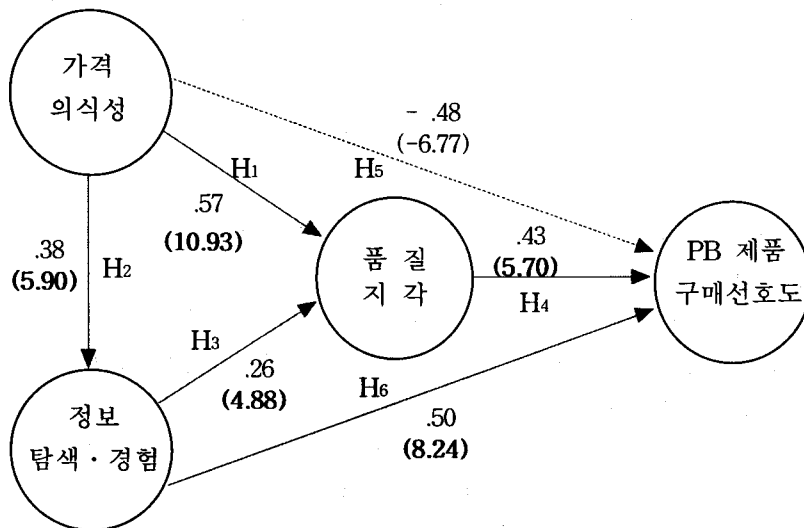 가격
의식성
- .48
(-6.77)
H1
H5
.57
(10.93)
.38
(5.90)
H2
품 질
지 각
.43
(5.70)
H4
PB 제품
구매선호도
H3
.26
(4.88)
H6
.50
(8.24)
정보
탐색 · 경험